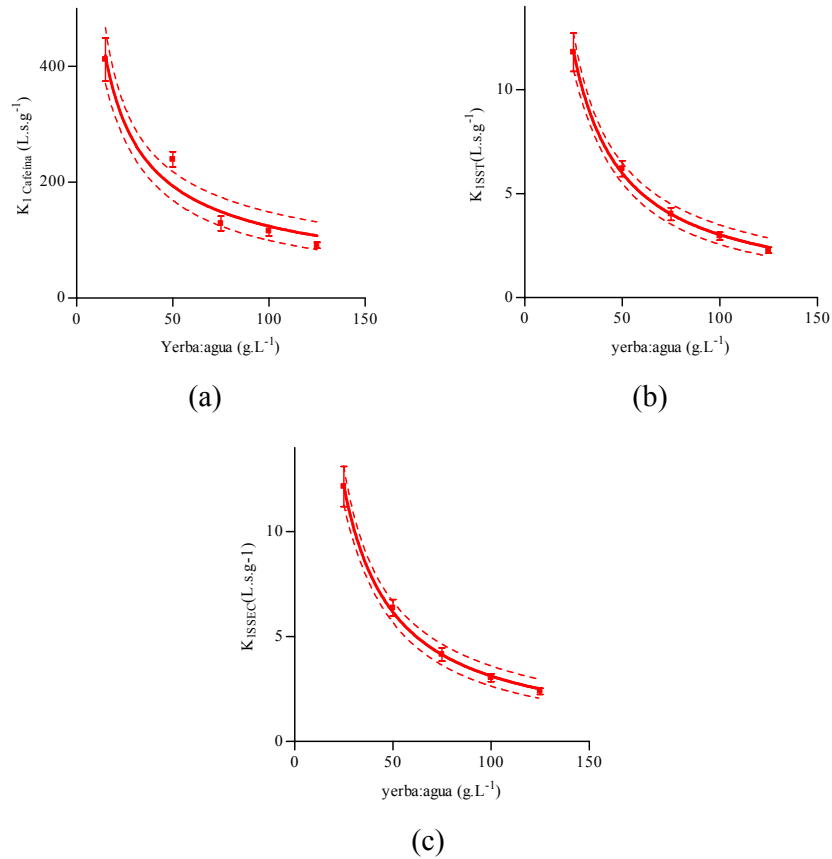 K1 Cafeína (L.s.g-1)
400
200
0
0 50 100 150
Yerba:agua (g.L-1)
(a)
K1SST(L.s.g-1)
10
5
0
0 50 100 150
yerba:agua (g.L-1)
(b)
K1SSEC(L.s.g-1)
10
5
0
0 50 100 150
yerba:agua (g.L-1)
(c)